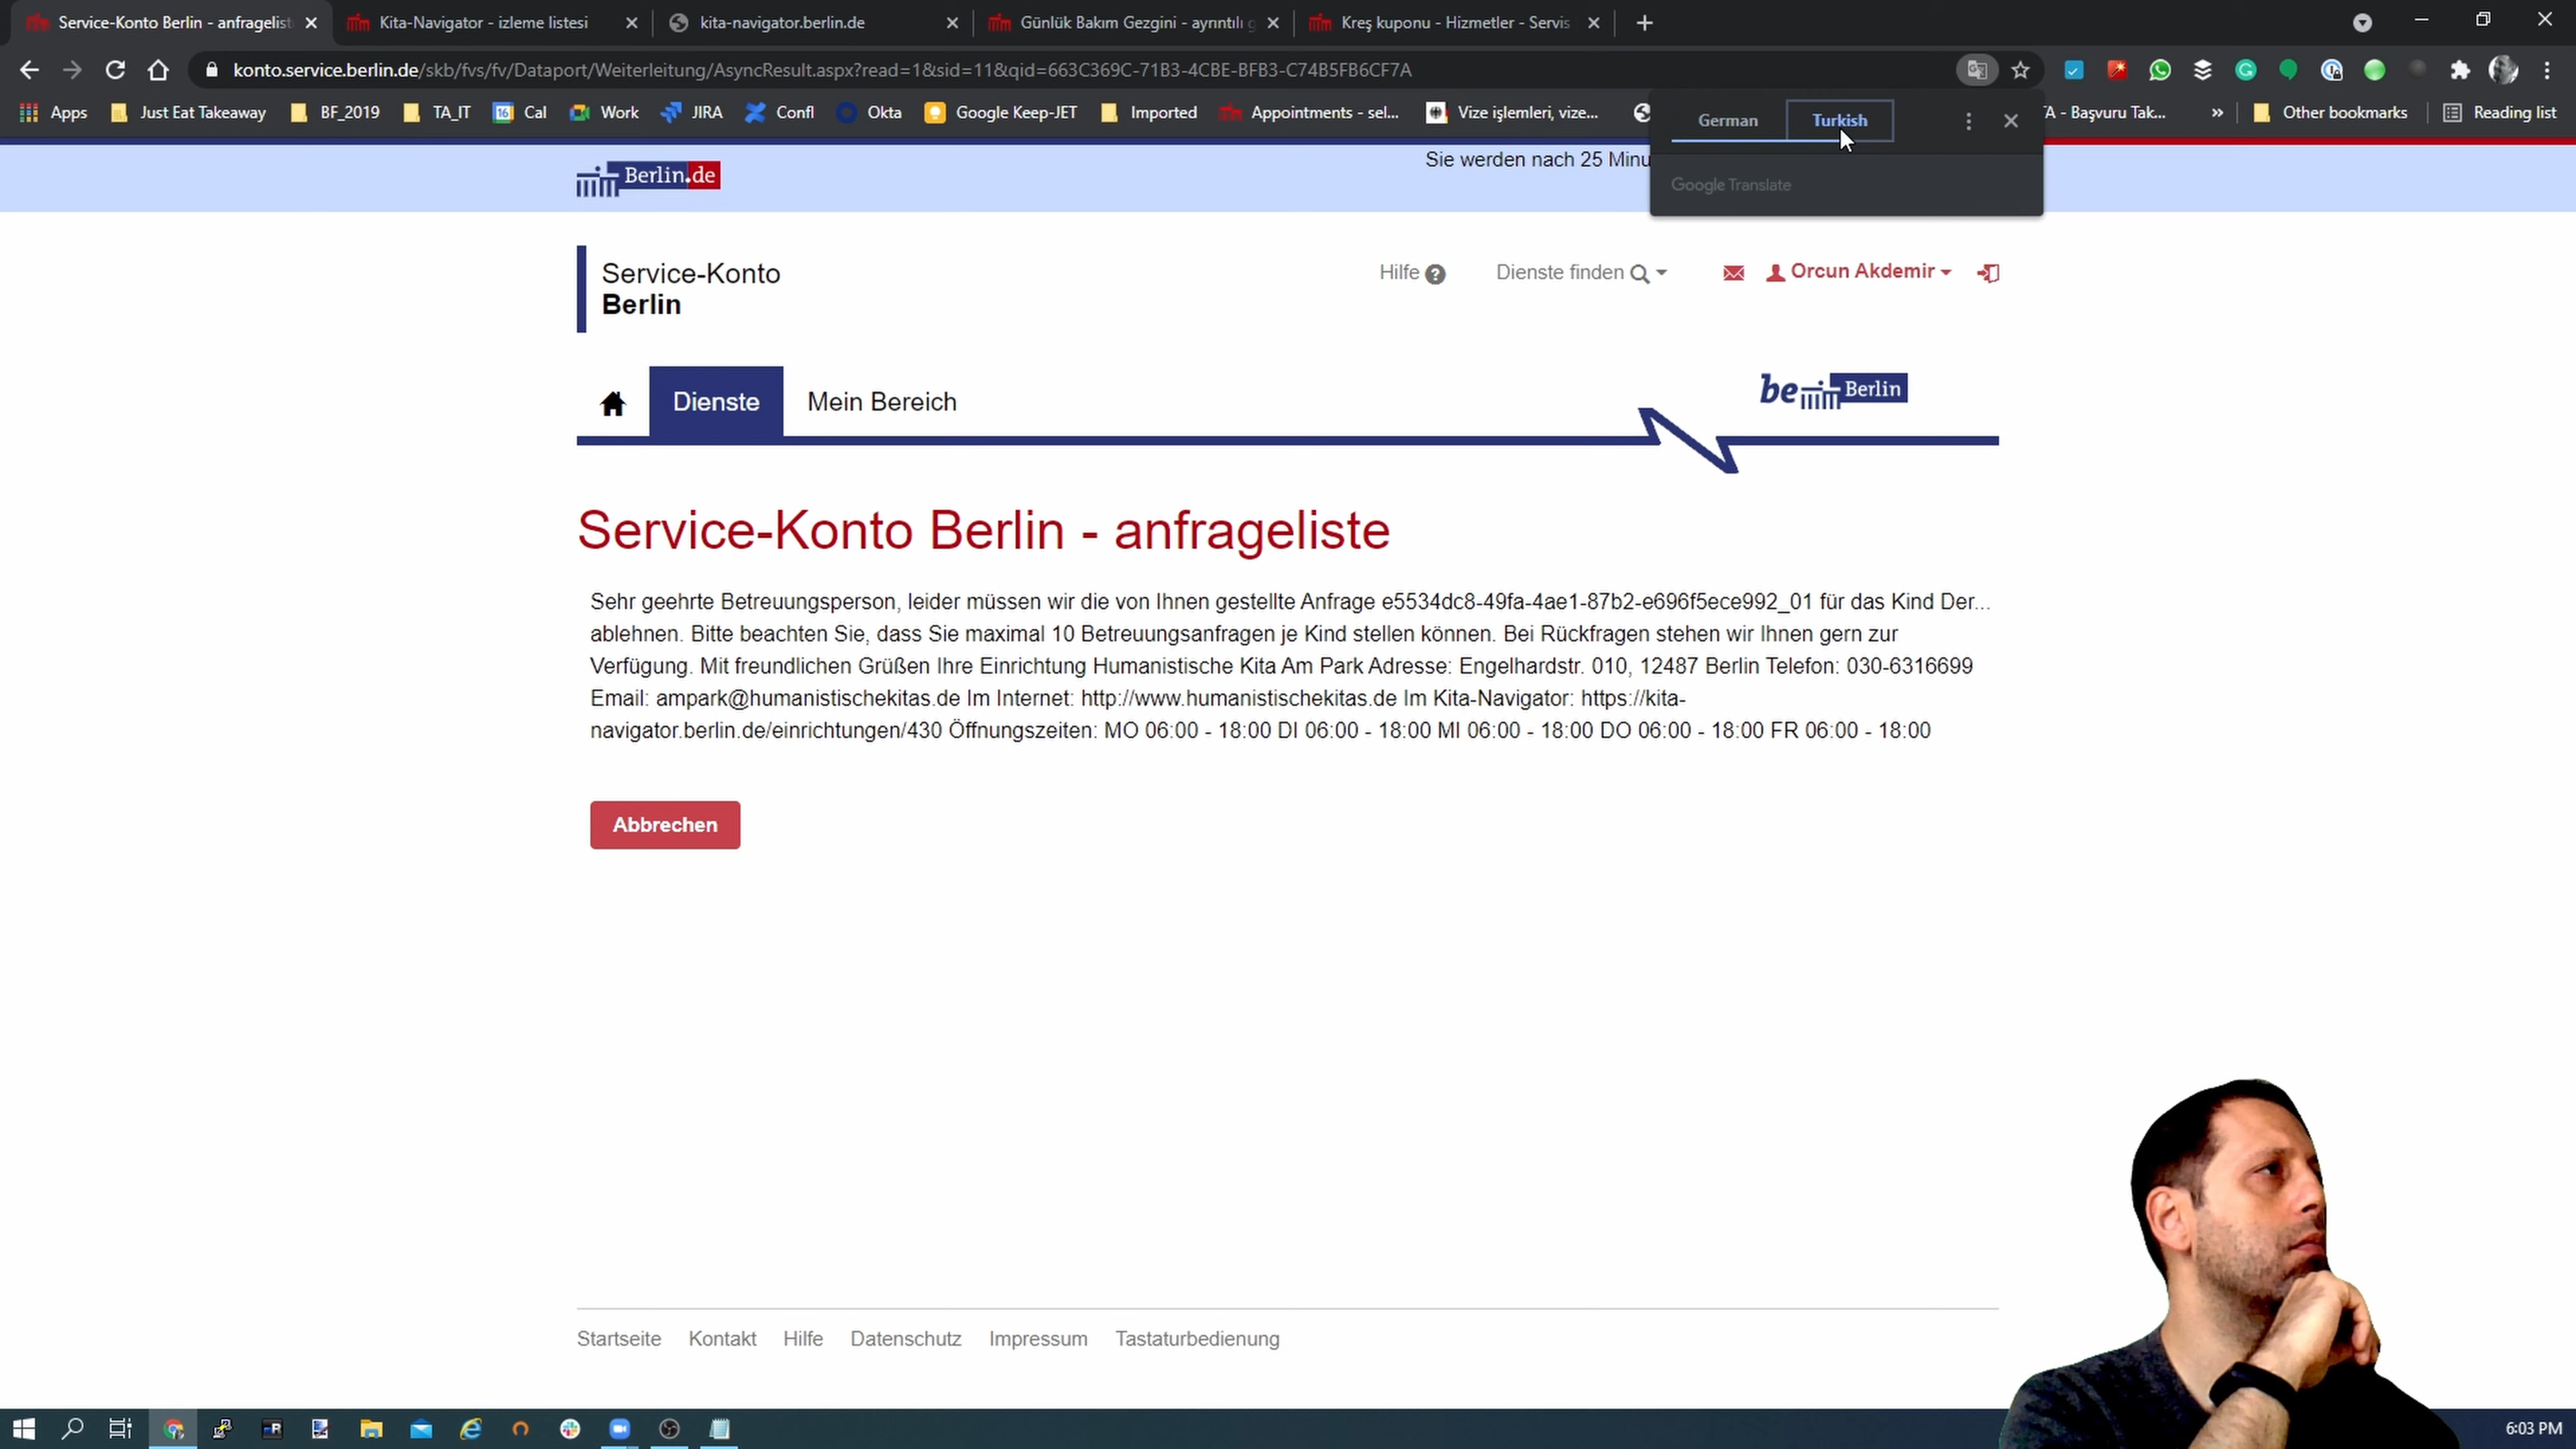 Service-Konto Berlin - anfragelist
Kita-Navigator - izleme listesi
kita-navigator.berlin.de
Günlük Bakım Gezgini - ayrıntılı g
Kreş kuponu - Hizmetler - Servis
konto.service.berlin.de/skb/fvs/fv/Dataport/Weiterleitung/AsyncResult.aspx?read=1&sid=11&qid=663C369C-71B3-4CBE-BFB3-C74B5FB6CF7A
Apps
Just Eat Takeaway
BF_2019
TA_IT
16
Cal
Work
JIRA
Confl
Okta
Google Keep-JET
Imported
Appointments - sel...
Vize işlemleri, vize...
TA - Başvuru Tak...
»
Other bookmarks
Reading list
German
Turkish
Google Translate
Berlin.de
Sie werden nach 25 Minu
Service-Konto
Berlin
Hilfe
Dienste finden
Orcun Akdemir
Dienste
Mein Bereich
be Berlin
Service-Konto Berlin - anfrageliste
Sehr geehrte Betreuungsperson, leider müssen wir die von Ihnen gestellte Anfrage e5534dc8-49fa-4ae1-87b2-e696f5ece992_01 für das Kind Der...
ablehnen. Bitte beachten Sie, dass Sie maximal 10 Betreuungsanfragen je Kind stellen können. Bei Rückfragen stehen wir Ihnen gern zur
Verfügung. Mit freundlichen Grüßen Ihre Einrichtung Humanistische Kita Am Park Adresse: Engelhardstr. 010, 12487 Berlin Telefon: 030-6316699
Email: ampark@humanistischekitas.de Im Internet: http://www.humanistischekitas.de Im Kita-Navigator: https://kita-
navigator.berlin.de/einrichtungen/430 Öffnungszeiten: MO 06:00 - 18:00 DI 06:00 - 18:00 MI 06:00 - 18:00 DO 06:00 - 18:00 FR 06:00 - 18:00
Abbrechen
Startseite
Kontakt
Hilfe
Datenschutz
Impressum
Tastaturbedienung
6:03 PM